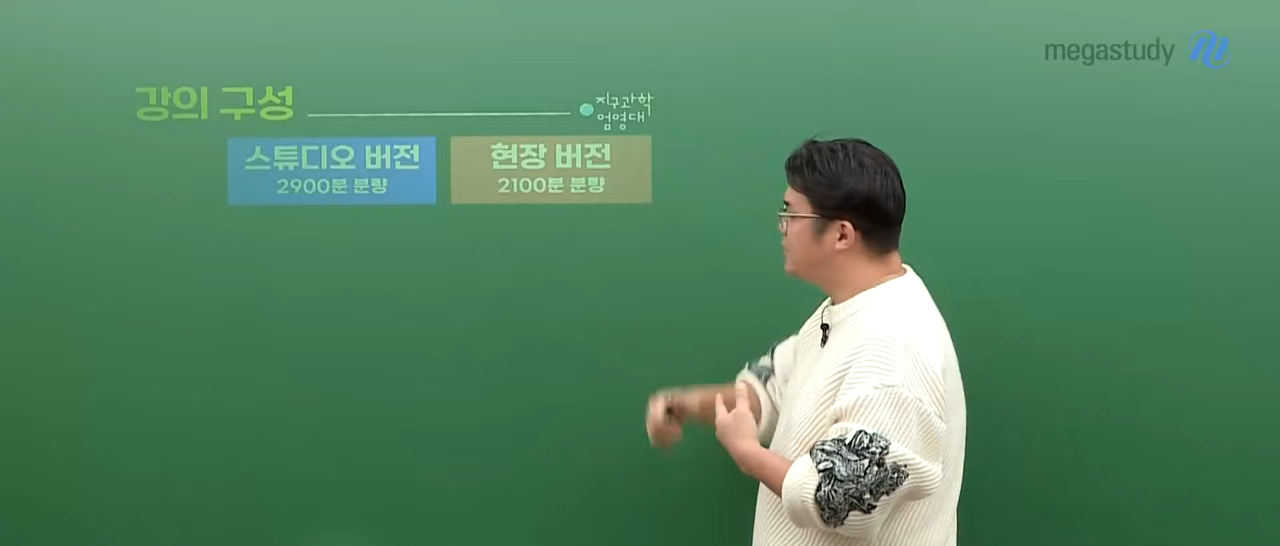 megastudy
강의 구성
지구과학
엄영대
스튜디오 버전
2900분 분량
현장 버전
2100분 분량